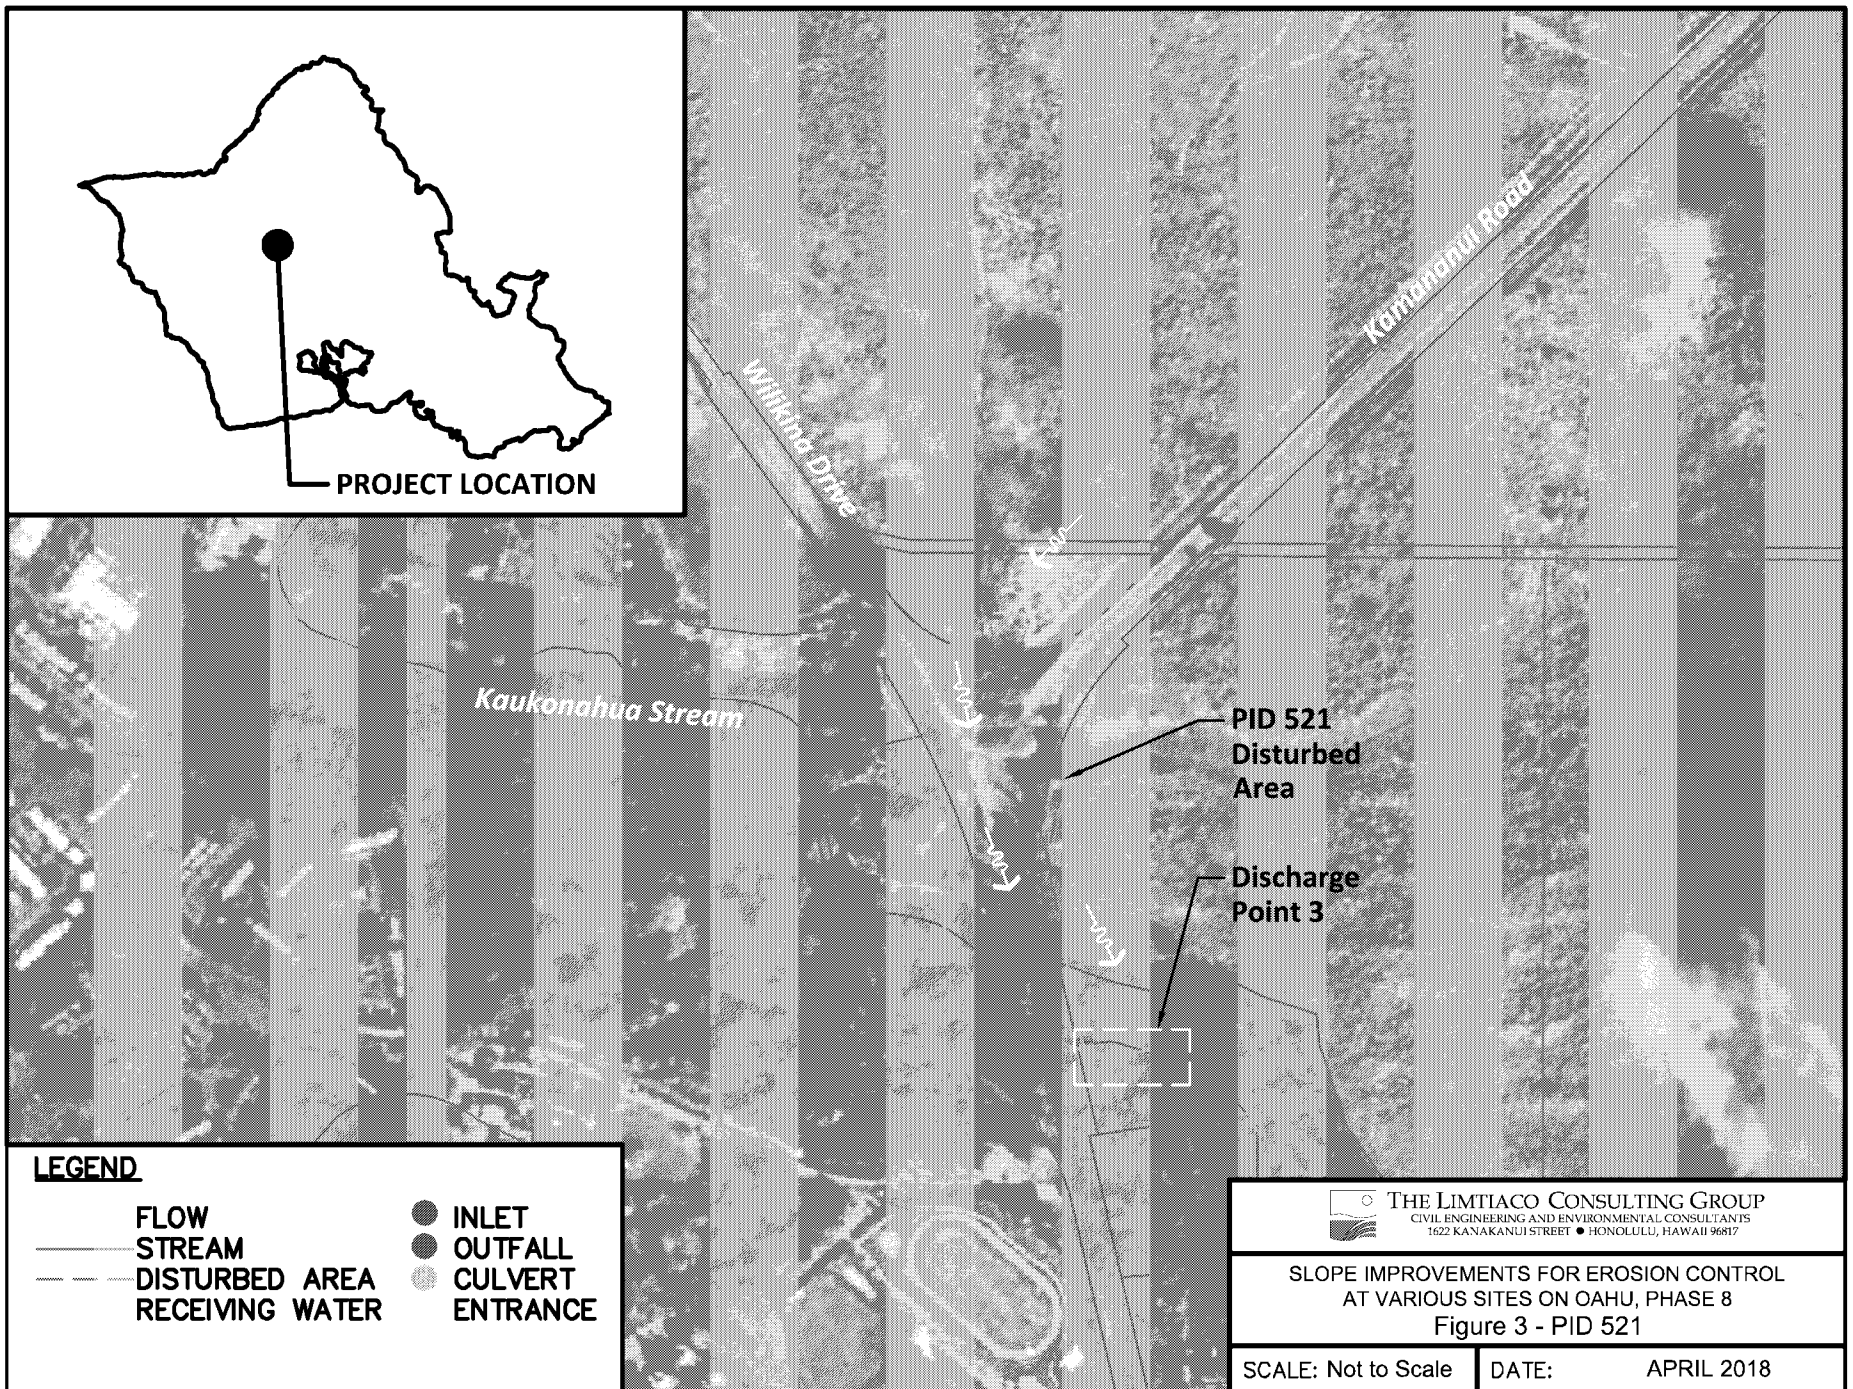 PROJECT LOCATION
Kamananui Road
Wilikina Drive
Kaukonahua Stream
PID 521
Disturbed
Area
Discharge
Point 3
LEGEND
FLOW
STREAM
DISTURBED AREA
RECEIVING WATER
INLET
OUTFALL
CULVERT
ENTRANCE
THE LIMTIACO CONSULTING GROUP
CIVIL ENGINEERING AND ENVIRONMENTAL CONSULTANTS
1622 KANAKANUI STREET ● HONOLULU, HAWAII 96817
SLOPE IMPROVEMENTS FOR EROSION CONTROL
AT VARIOUS SITES ON OAHU, PHASE 8
Figure 3 - PID 521
SCALE: Not to Scale
DATE: APRIL 2018